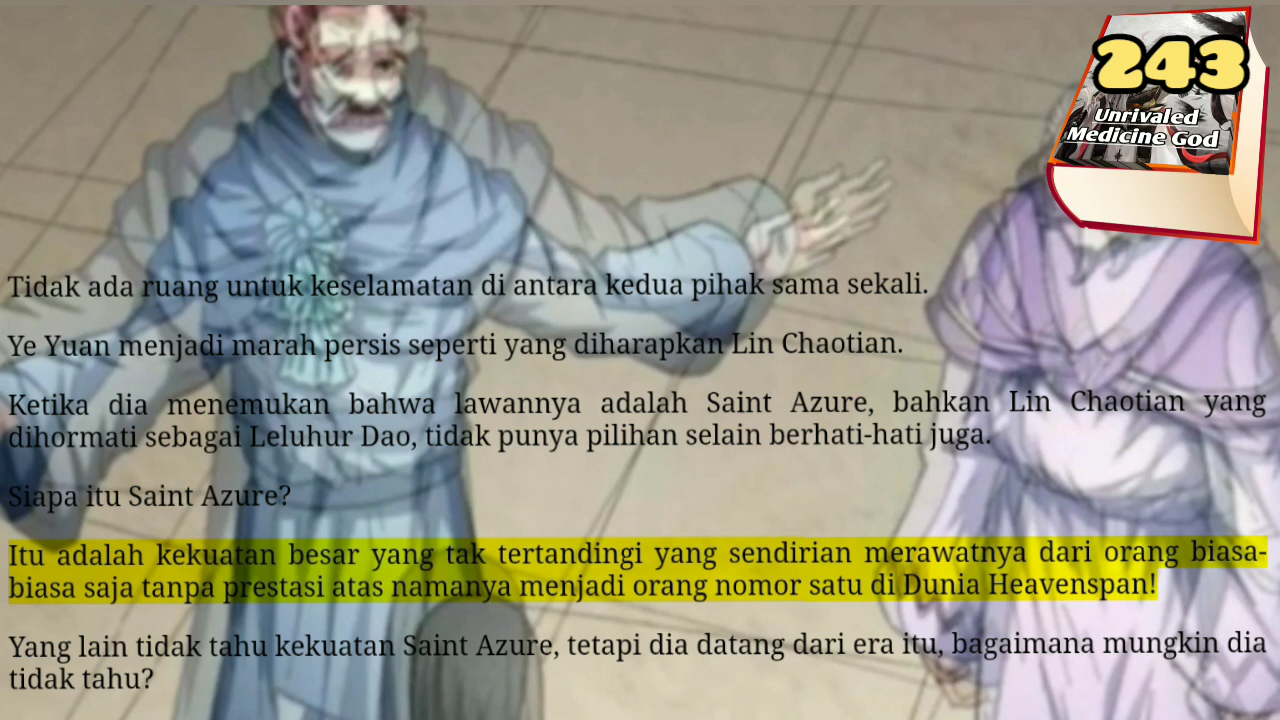 243
Unrivaled
Medicine God
Tidak ada ruang untuk keselamatan di antara kedua pihak sama sekali.
Ye Yuan menjadi marah persis seperti yang diharapkan Lin Chaotian.
Ketika dia menemukan bahwa lawannya adalah Saint Azure, bahkan Lin Chaotian yang
dihormati sebagai Leluhur Dao, tidak punya pilihan selain berhati-hati juga.
Siapa itu Saint Azure?
Itu adalah kekuatan besar yang tak tertandingi yang sendirian merawatnya dari orang biasa-
biasa saja tanpa prestasi atas namanya menjadi orang nomor satu di Dunia Heavenspan!
Yang lain tidak tahu kekuatan Saint Azure, tetapi dia datang dari era itu, bagaimana mungkin dia
tidak tahu?